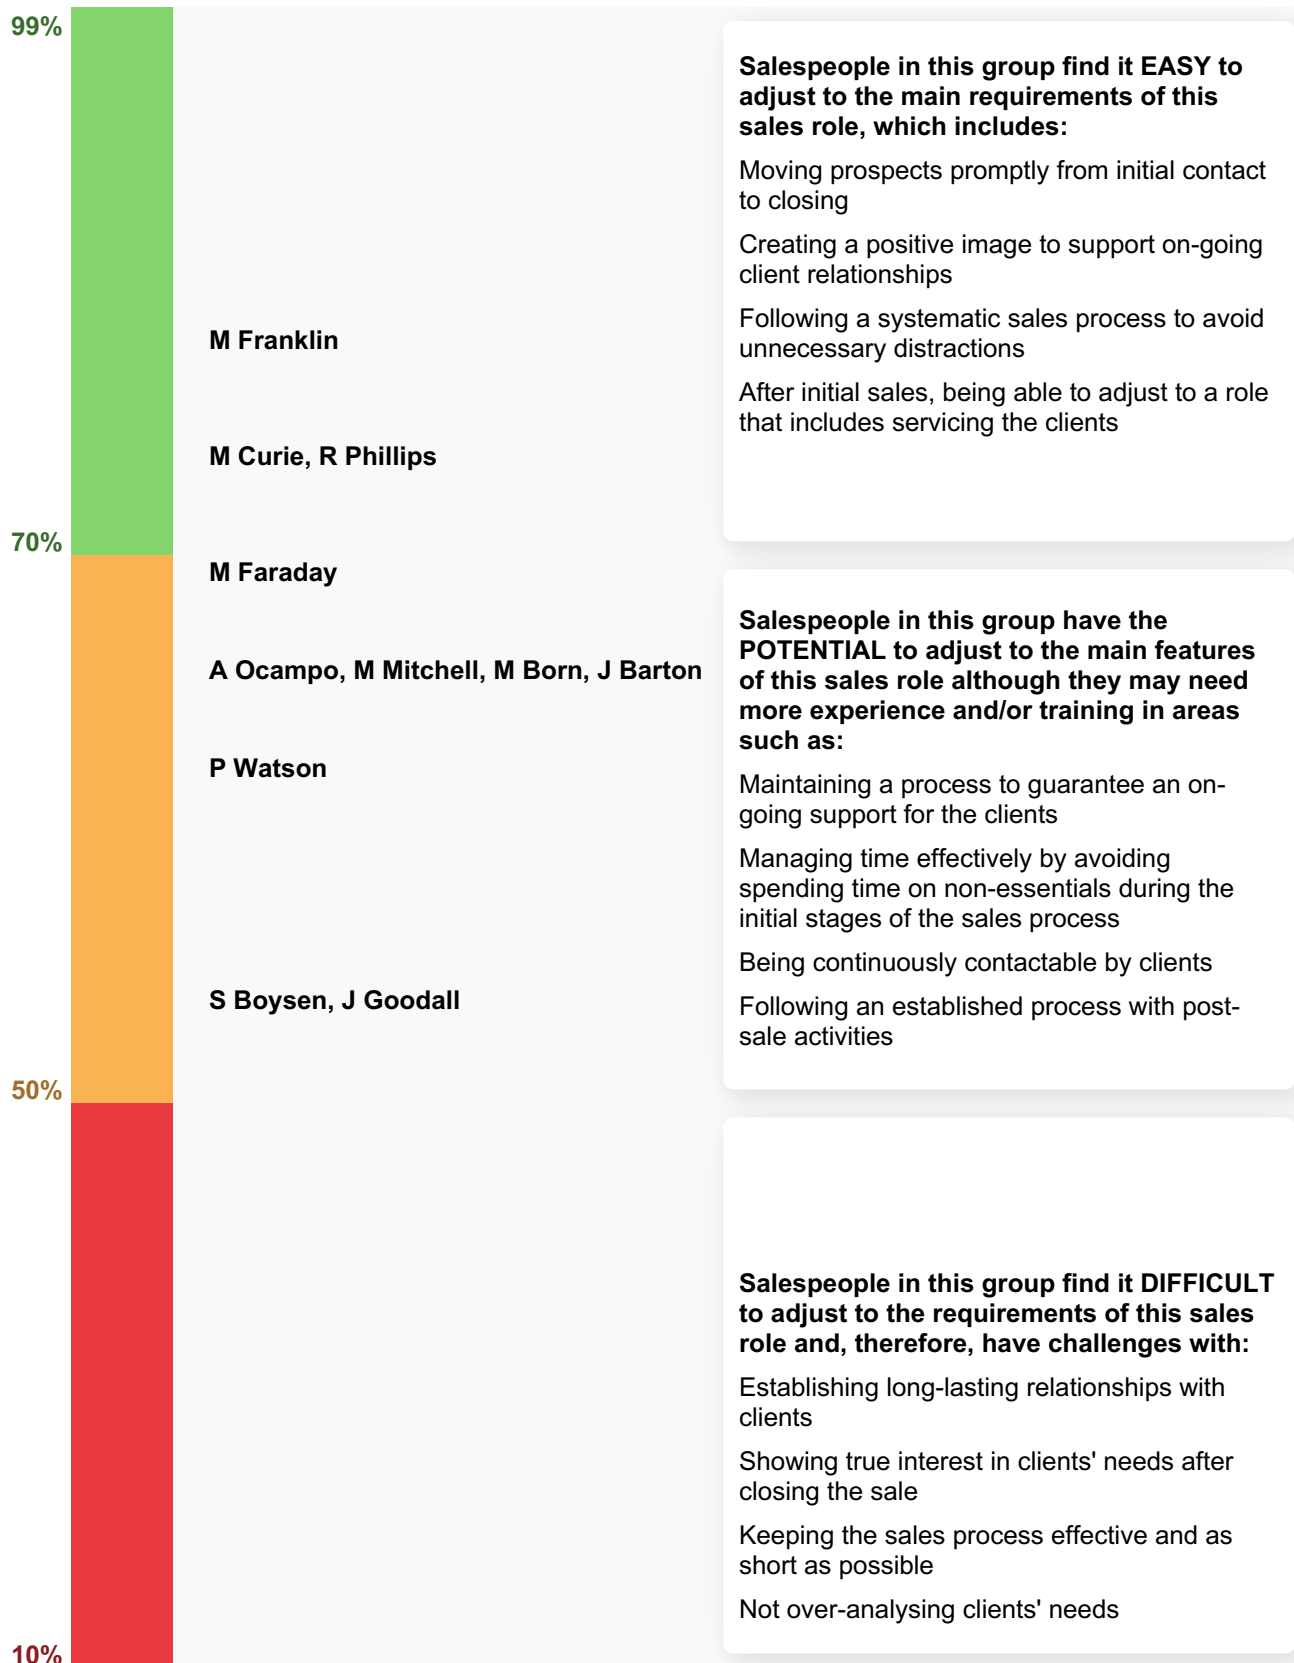 99%
Salespeople in this group find it EASY to
adjust to the main requirements of this
sales role, which includes:
Moving prospects promptly from initial contact
to closing
Creating a positive image to support on-going
client relationships
Following a systematic sales process to avoid
unnecessary distractions
After initial sales, being able to adjust to a role
that includes servicing the clients
M Franklin
M Curie, R Phillips
70%
M Faraday
A Ocampo, M Mitchell, M Born, J Barton
P Watson
S Boysen, J Goodall
Salespeople in this group have the
POTENTIAL to adjust to the main features
of this sales role although they may need
more experience and/or training in areas
such as:
Maintaining a process to guarantee an on-
going support for the clients
Managing time effectively by avoiding
spending time on non-essentials during the
initial stages of the sales process
Being continuously contactable by clients
Following an established process with post-
sale activities
50%
Salespeople in this group find it DIFFICULT
to adjust to the requirements of this sales
role and, therefore, have challenges with:
Establishing long-lasting relationships with
clients
Showing true interest in clients' needs after
closing the sale
Keeping the sales process effective and as
short as possible
Not over-analysing clients' needs
10%